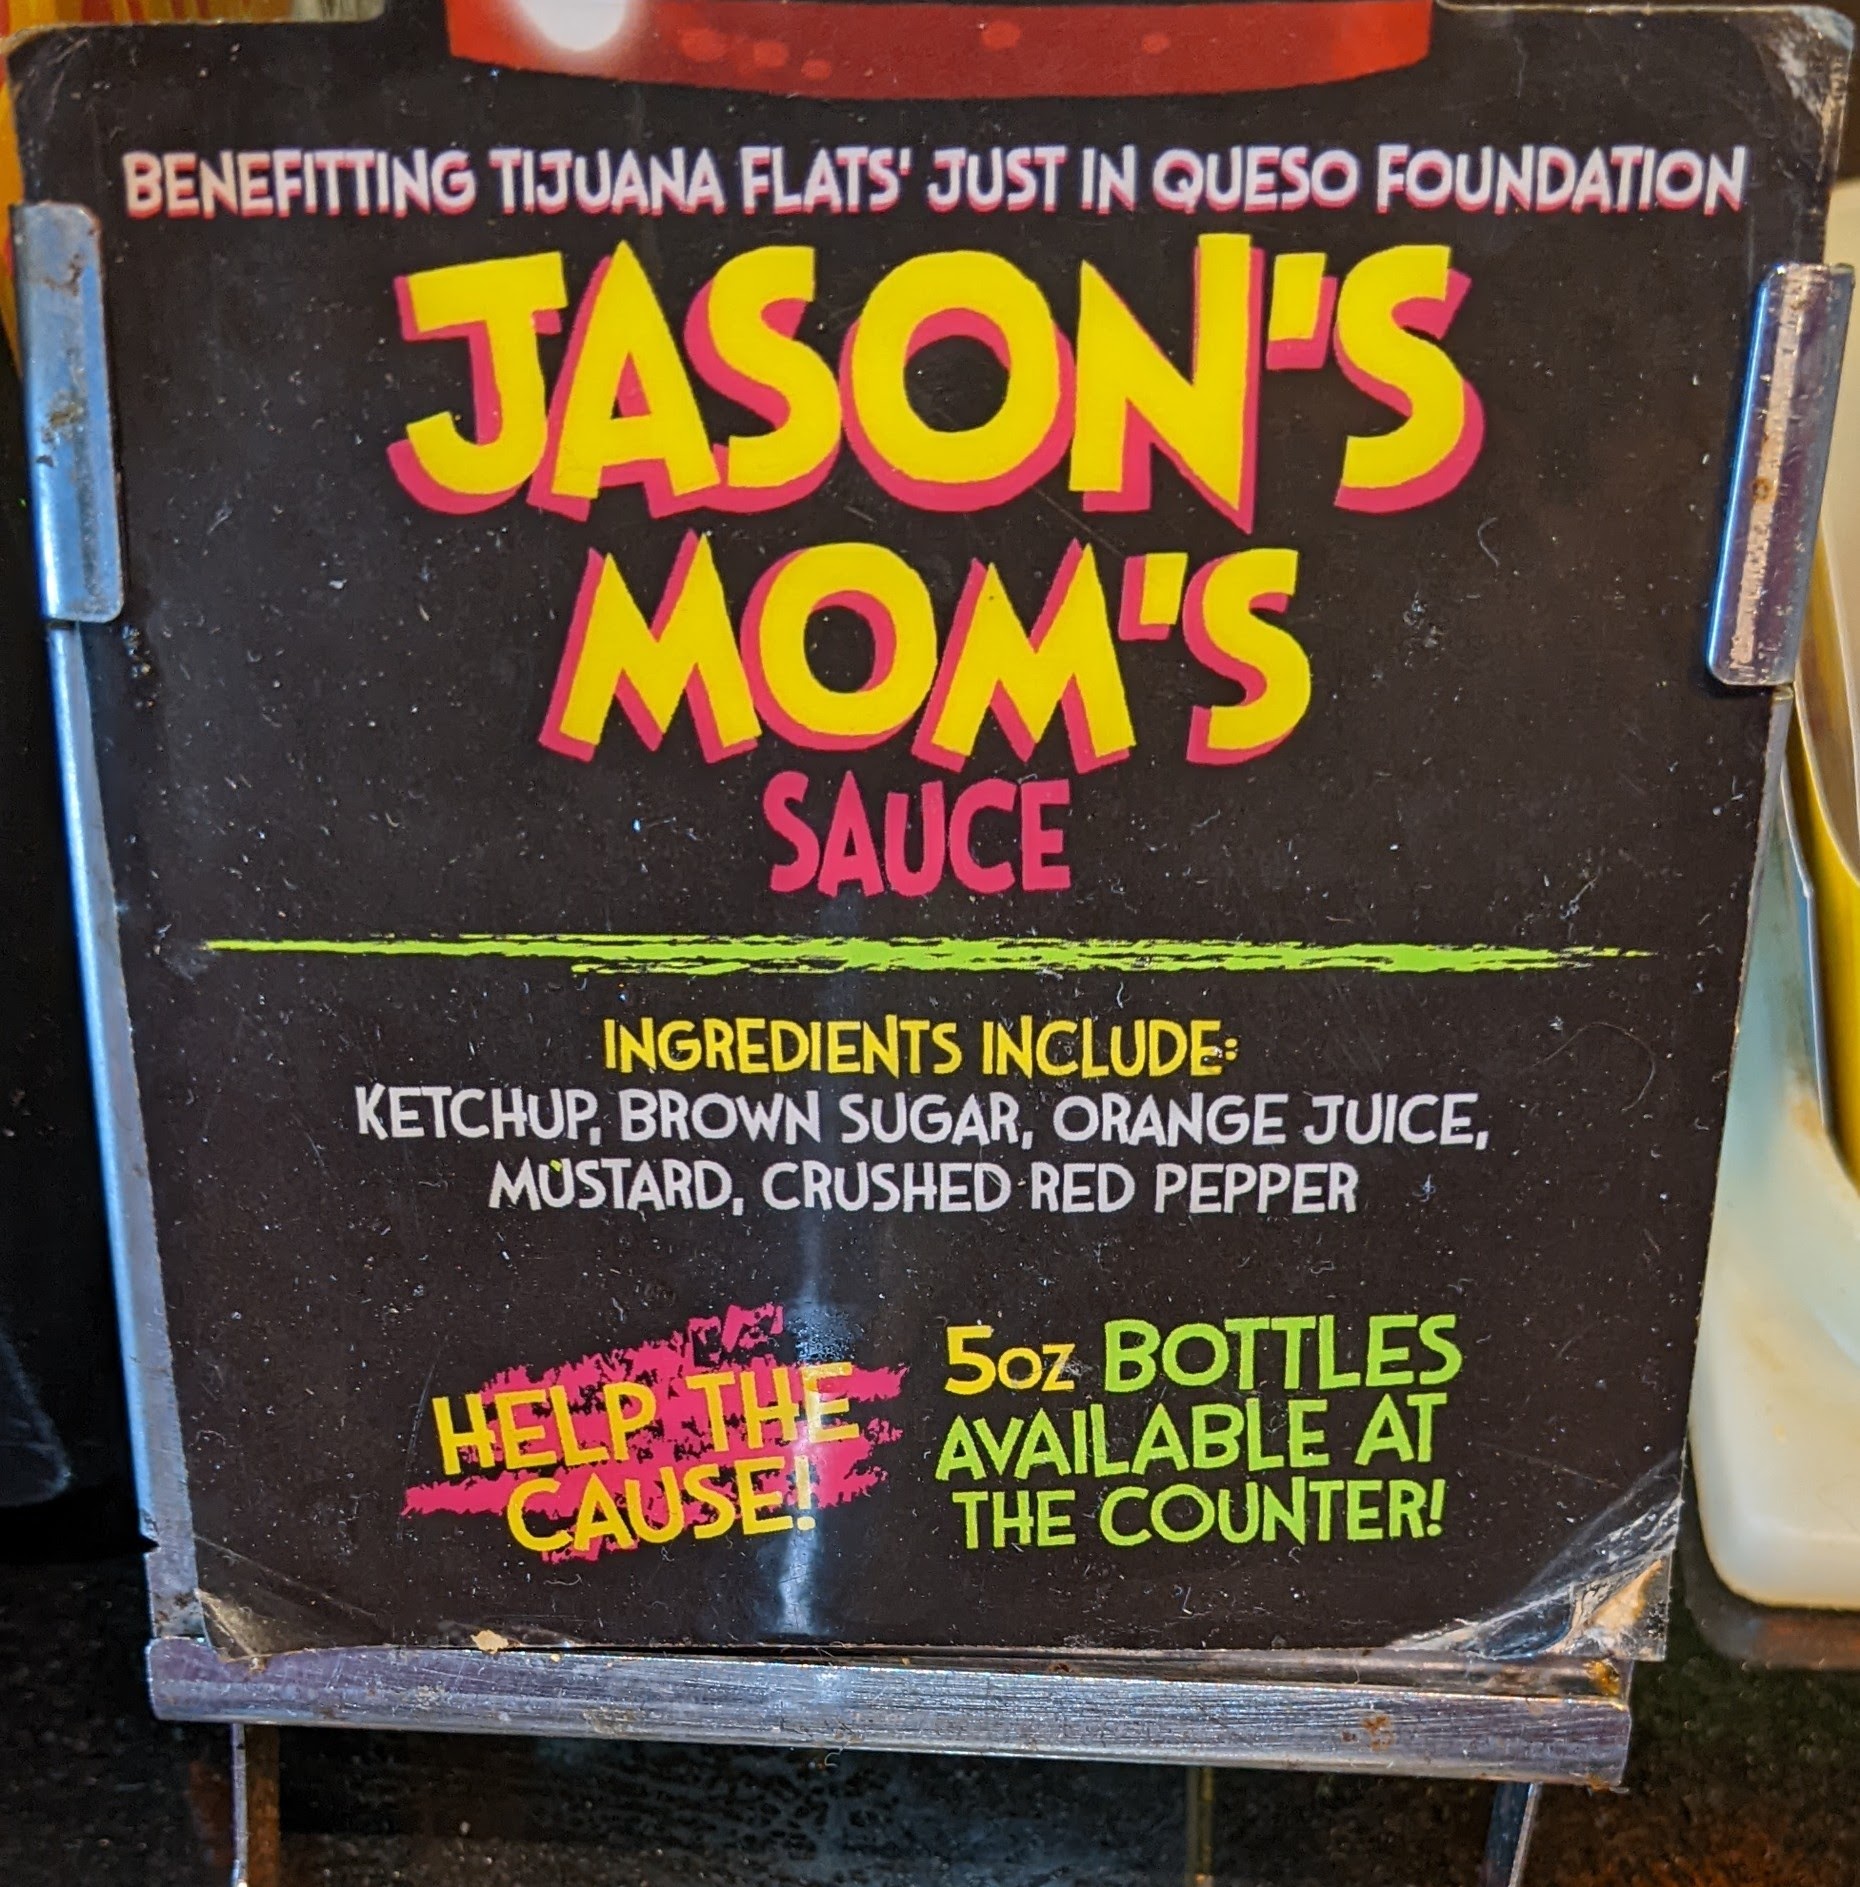 BENEFITTING TIJUANA FLATS' JUST IN QUESO FOUNDATION
JASON'S
MOM'S
SAUCE
INGREDIENTS INCLUDE:
KETCHUP, BROWN SUGAR, ORANGE JUICE,
MUSTARD, CRUSHED RED PEPPER
HELP THE
CAUSE!
5oz BOTTLES
AVAILABLE AT
THE COUNTER!